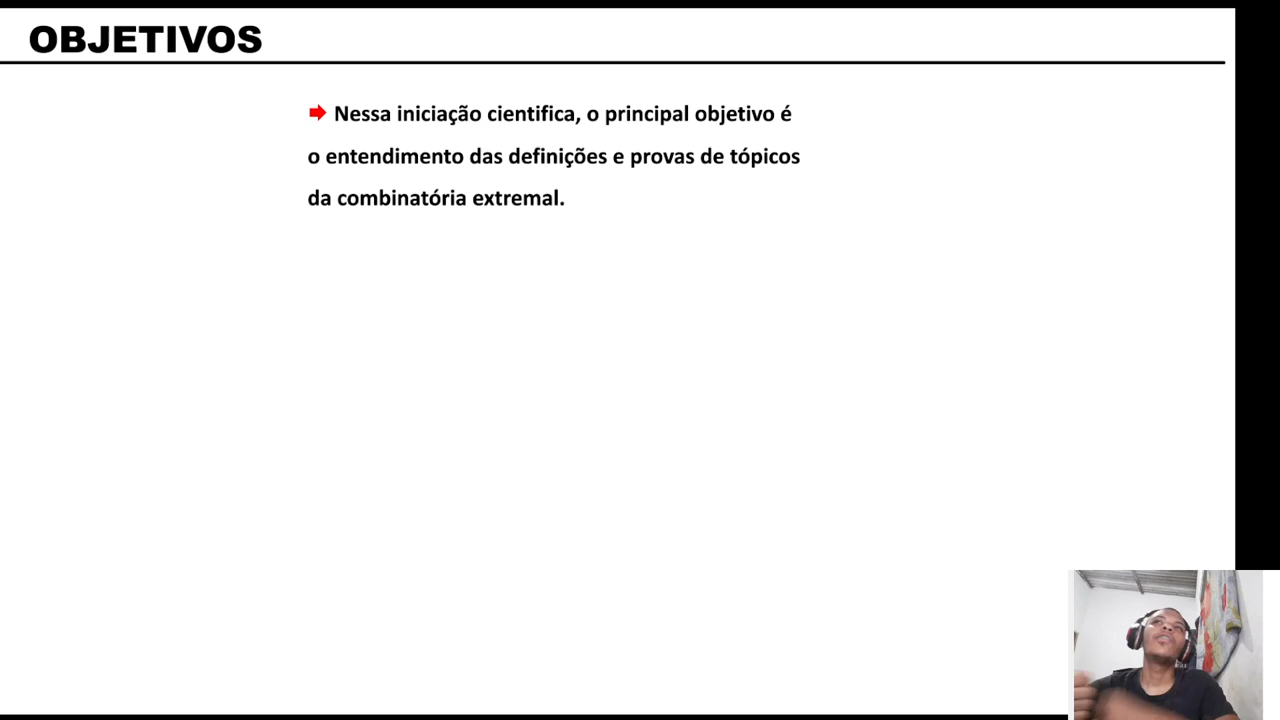 OBJETIVOS
Nessa iniciação cientifica, o principal objetivo é
o entendimento das definições e provas de tópicos
da combinatória extremal.